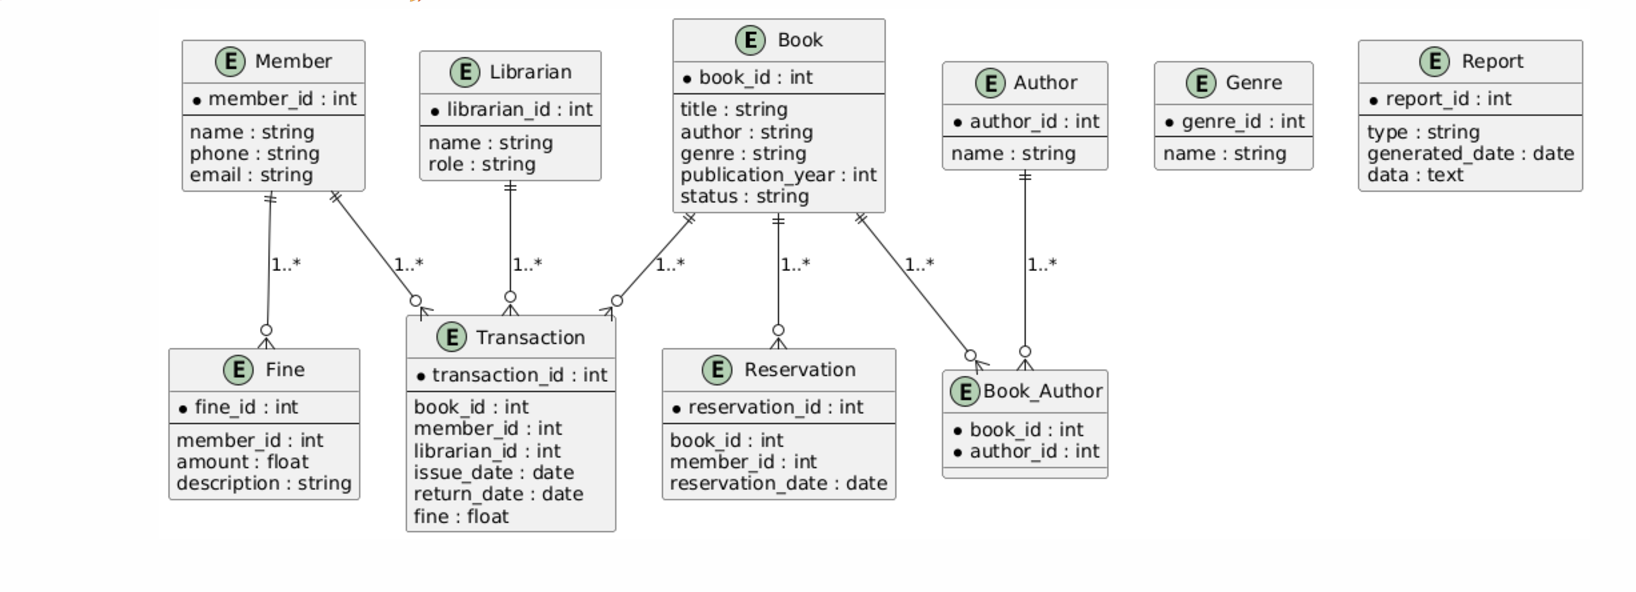 E Member
• member_id : int
name : string
phone : string
email : string
E Librarian
• librarian_id : int
name : string
role : string
E Book
• book_id : int
title : string
author : string
genre : string
publication_year : int
status : string
E Author
• author_id : int
name : string
E Genre
• genre_id : int
name : string
E Report
• report_id : int
type : string
generated_date : date
data : text
1..*
1..*
1..*
1..*
1..*
1..*
1..*
E Fine
• fine_id : int
member_id : int
amount : float
description : string
E Transaction
• transaction_id : int
book_id : int
member_id : int
librarian_id : int
issue_date : date
return_date : date
fine : float
E Reservation
• reservation_id : int
book_id : int
member_id : int
reservation_date : date
E Book_Author
• book_id : int
• author_id : int